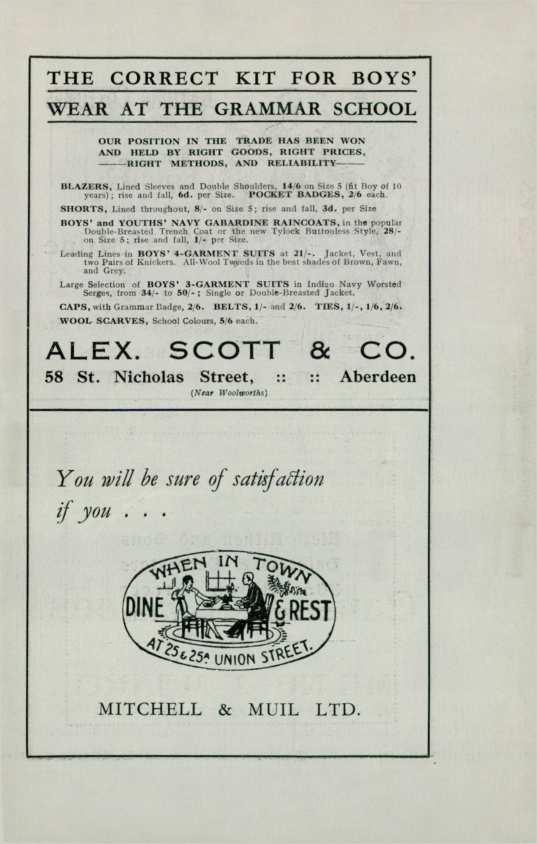 THE CORRECT KIT FOR BOYS'
WEAR AT THE GRAMMAR SCHOOL
OUR POSITION IN THE TRADE HAS BEEN WON
AND HELD BY RIGHT GOODS, RIGHT PRICES,
——RIGHT METHODS, AND RELIABILITY——
BLAZERS, Lined Sleeves and Double Shoulders, 14/6 on Size 5 (fit Boy of 10
years); rise and fall, 6d. per Size. POCKET BADGES, 2/6 each.
SHORTS, Lined throughout, 8/- on Size 5; rise and fall, 3d. per Size
BOYS' and YOUTHS' NAVY GABARDINE RAINCOATS, in the popular
Double-Breasted Trench Coat or the new Tylock Buttonless Style, 28/-
on Size 5; rise and fall, 1/- per Size.
Leading Lines in BOYS' 4-GARMENT SUITS at 21/-. Jacket, Vest, and
two Pairs of Knickers. All-Wool Tweeds in the best shades of Brown, Fawn,
and Grey.
Large Selection of BOYS' 3-GARMENT SUITS in Indigo Navy Worsted
Serges, from 34/- to 50/-; Single or Double-Breasted Jacket.
CAPS, with Grammar Badge, 2/6. BELTS, 1/- and 2/6. TIES, 1/-, 1/6, 2/6.
WOOL SCARVES, School Colours, 5/6 each.
ALEX. SCOTT & CO.
58 St. Nicholas Street, :: :: Aberdeen
(Near Woolworths)
You will be sure of satisfaction
if you . . .
WHEN IN TOWN
DINE & REST
AT 25 & 25A UNION STREET.
MITCHELL & MUIL LTD.